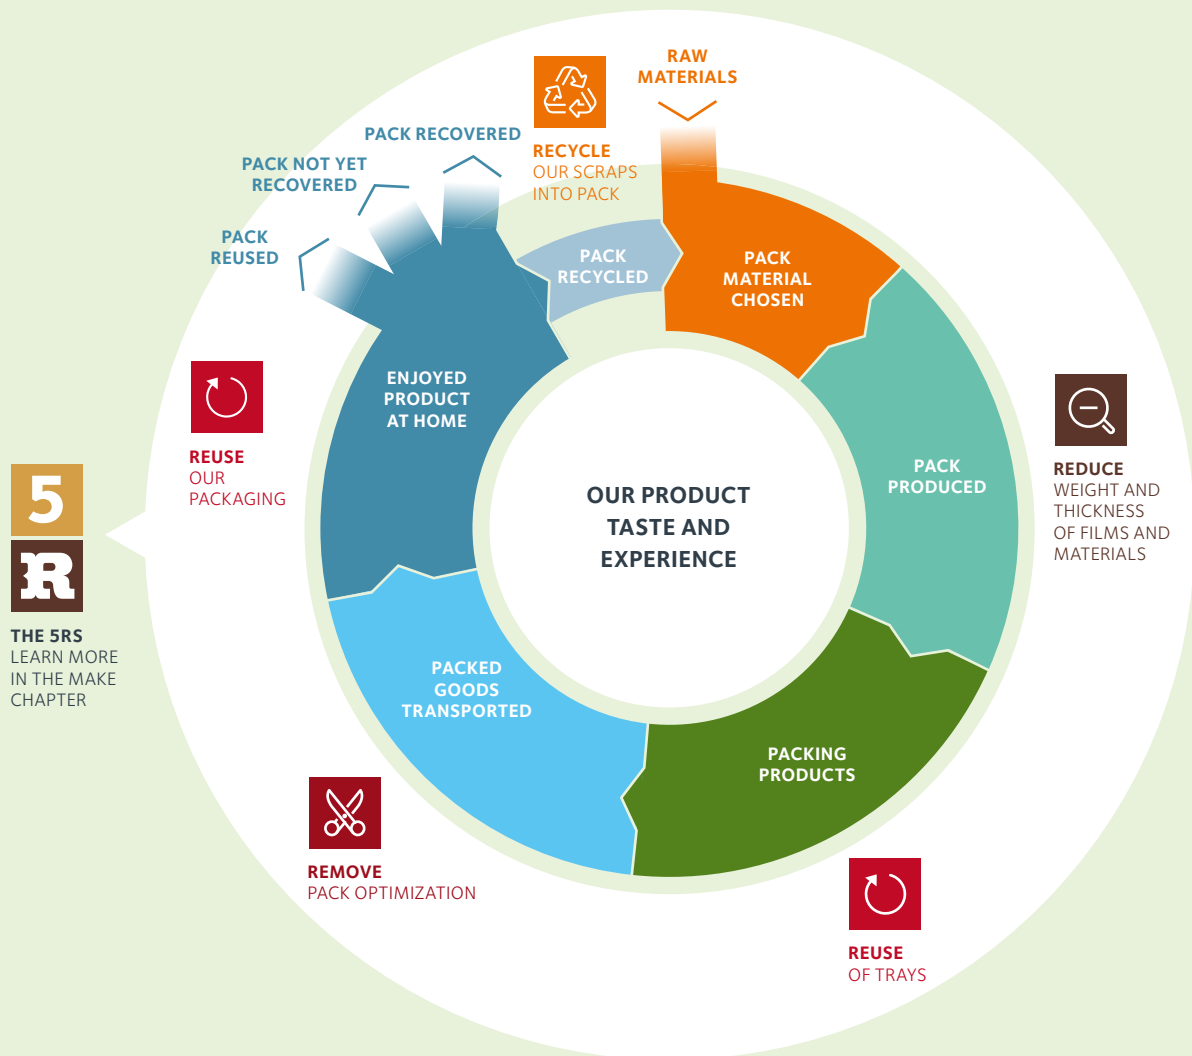 RAW
MATERIALS
PACK RECOVERED
PACK NOT YET
RECOVERED
PACK
REUSED
RECYCLE
OUR SCRAPS
INTO PACK
PACK
RECYCLED
PACK
MATERIAL
CHOSEN
ENJOYED
PRODUCT
AT HOME
REUSE
OUR
PACKAGING
PACK
PRODUCED
REDUCE
WEIGHT AND
THICKNESS
OF FILMS AND
MATERIALS
OUR PRODUCT
TASTE AND
EXPERIENCE
5
R
THE 5RS
LEARN MORE
IN THE MAKE
CHAPTER
PACKED
GOODS
TRANSPORTED
PACKING
PRODUCTS
REMOVE
PACK OPTIMIZATION
REUSE
OF TRAYS